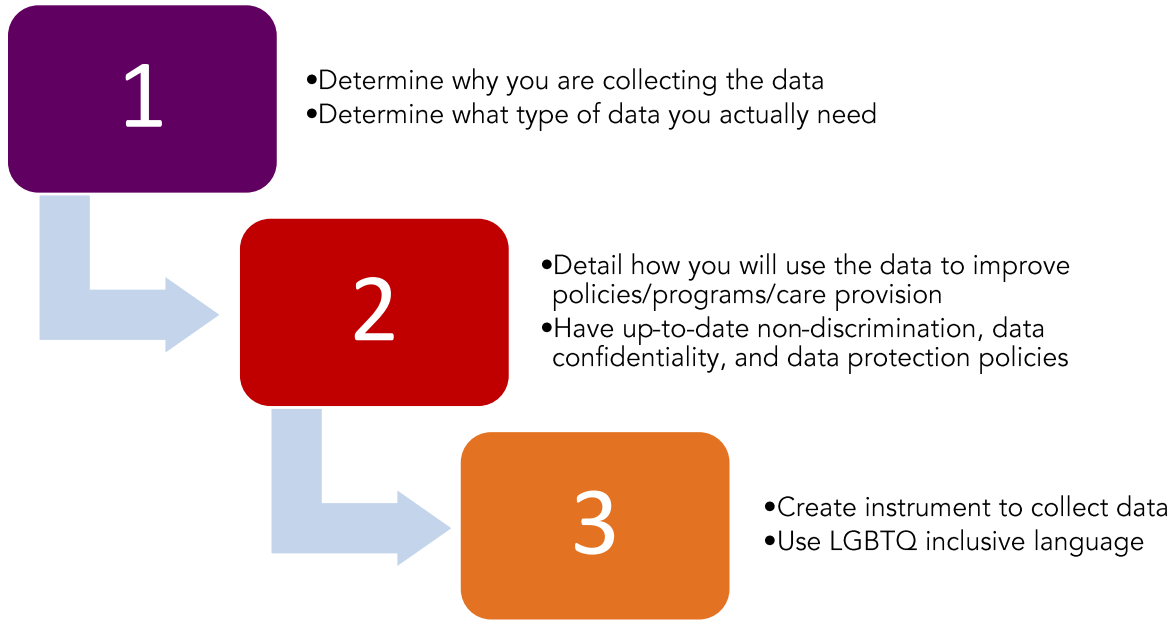 1
•Determine why you are collecting the data
•Determine what type of data you actually need
2
•Detail how you will use the data to improve
policies/programs/care provision
•Have up-to-date non-discrimination, data
confidentiality, and data protection policies
3
•Create instrument to collect data
•Use LGBTQ inclusive language